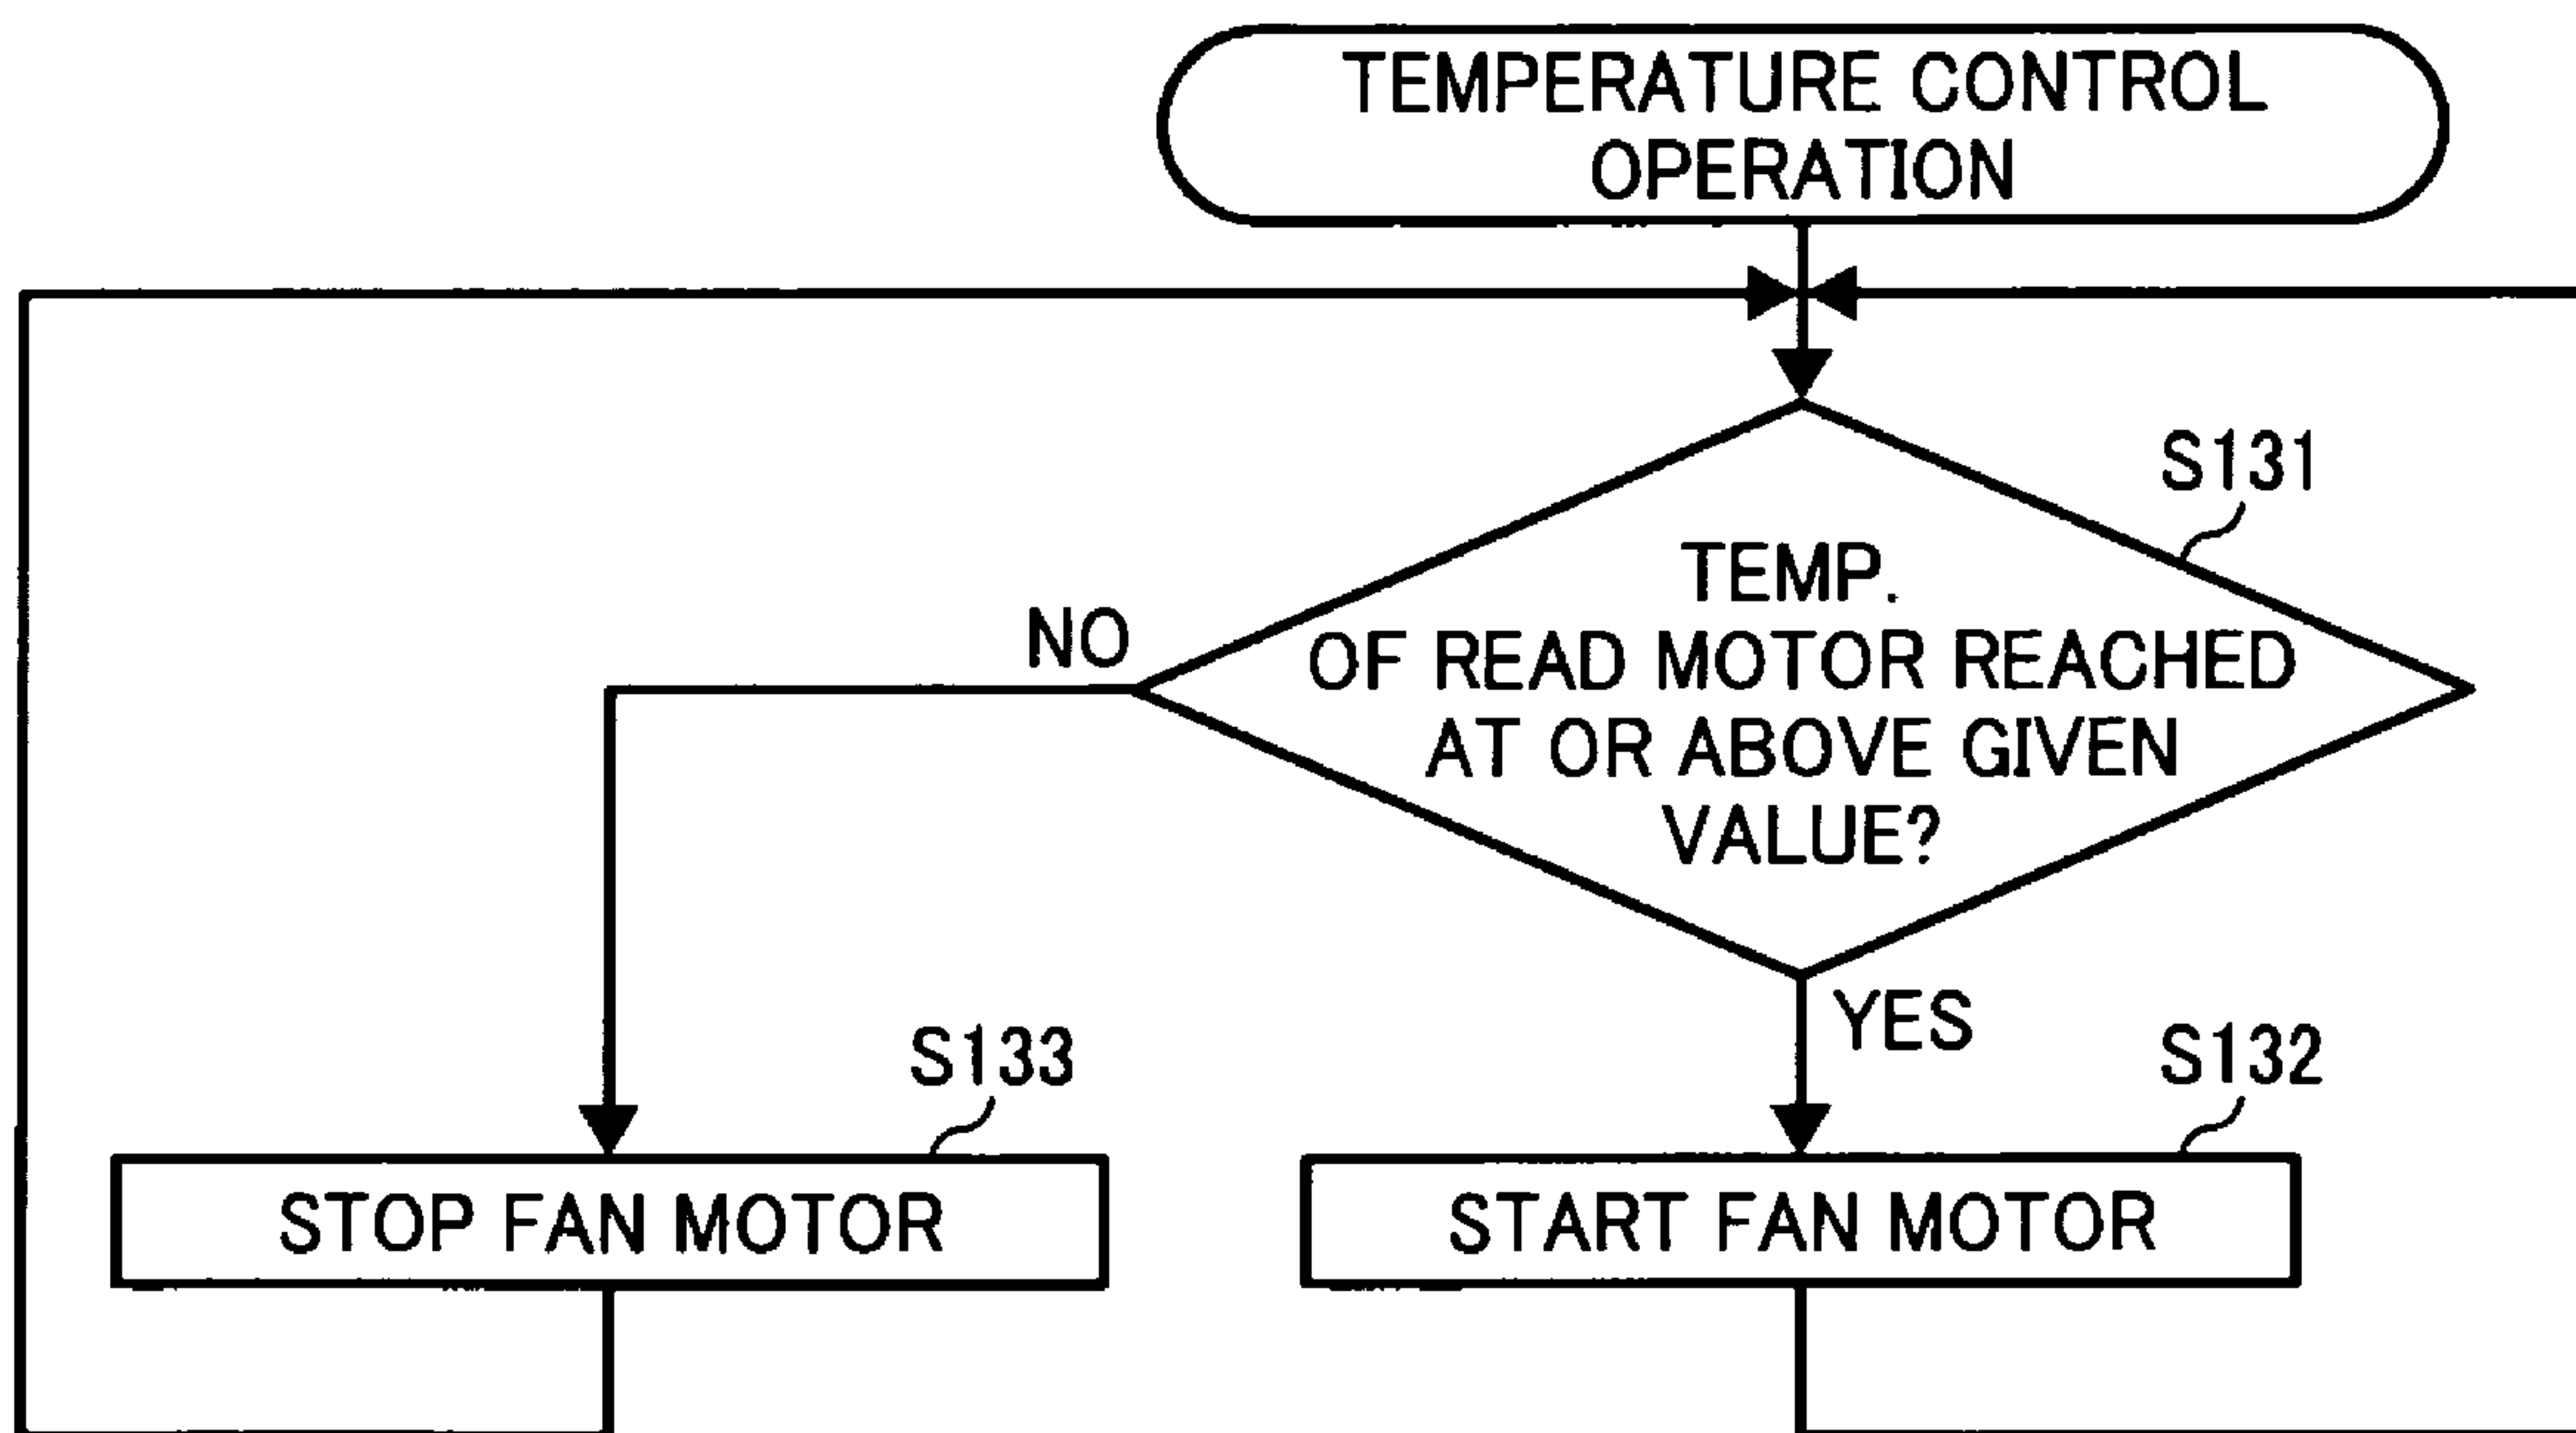 TEMPERATURE CONTROL
OPERATION
S131
TEMP.
OF READ MOTOR REACHED
AT OR ABOVE GIVEN
VALUE?
NO
YES
S133
S132
STOP FAN MOTOR
START FAN MOTOR